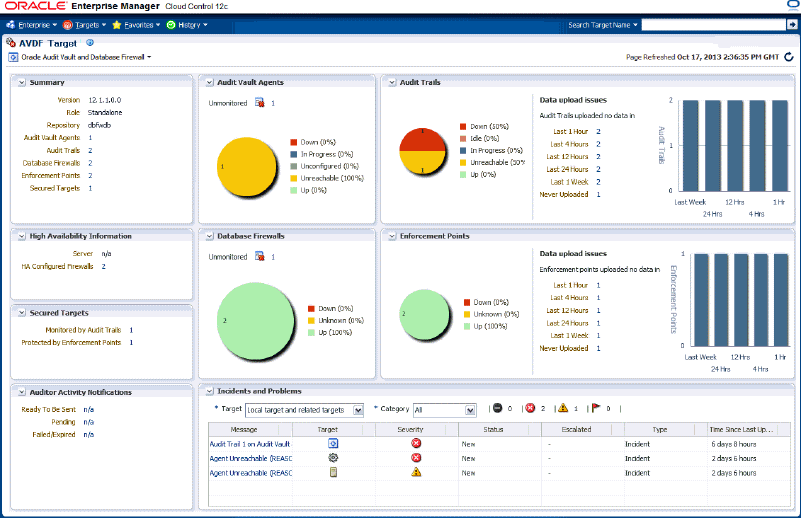 ORACLE Enterprise Manager Cloud Control 12c
Enterprise Targets Favorites History Search Target Name
AVDF Target
Oracle Audit Vault and Database Firewall
Page Refreshed Oct 17, 2013 2:36:35 PM GMT
Summary
Version 12.1.1.0.0
Role Standalone
Repository dbfwdb
Audit Vault Agents 1
Audit Trails 2
Database Firewalls 2
Enforcement Points 2
Secured Targets 1
Audit Vault Agents
Unmonitored 1
1
Down (0%)
In Progress (0%)
Unconfigured (0%)
Unreachable (100%)
Up (0%)
Audit Trails
1
1
Down (50%)
Idle (0%)
In Progress (0%)
Unreachable (50%
Up (0%)
Data upload issues
Audit Trails uploaded no data in
Last 1 Hour 2
Last 4 Hours 2
Last 12 Hours 2
Last 24 Hours 2
Last 1 Week 2
Never Uploaded 1
Audit Trails
2
1
0
Last Week 12 Hrs 1 Hr
24 Hrs 4 Hrs
High Availability Information
Server n/a
HA Configured Firewalls 2
Secured Targets
Monitored by Audit Trails 1
Protected by Enforcement Points 1
Database Firewalls
Unmonitored 1
2
Down (0%)
Unknown (0%)
Up (100%)
Enforcement Points
2
Down (0%)
Unknown (0%)
Up (100%)
Data upload issues
Enforcement points uploaded no data in
Last 1 Hour 1
Last 4 Hours 1
Last 12 Hours 1
Last 24 Hours 1
Last 1 Week 1
Never Uploaded 1
Enforcement Points
1
0
Last Week 12 Hrs 1 Hr
24 Hrs 4 Hrs
Auditor Activity Notifications
Ready To Be Sent n/a
Pending n/a
Failed/Expired n/a
Incidents and Problems
* Target Local target and related targets * Category All | 0 | 2 | 1 | 0 |
Message Target Severity Status Escalated Type Time Since Last Up...
Audit Trail 1 on Audit Vault New - Incident 6 days 8 hours
Agent Unreachable (REASC New - Incident 2 days 6 hours
Agent Unreachable (REASC New - Incident 2 days 6 hours